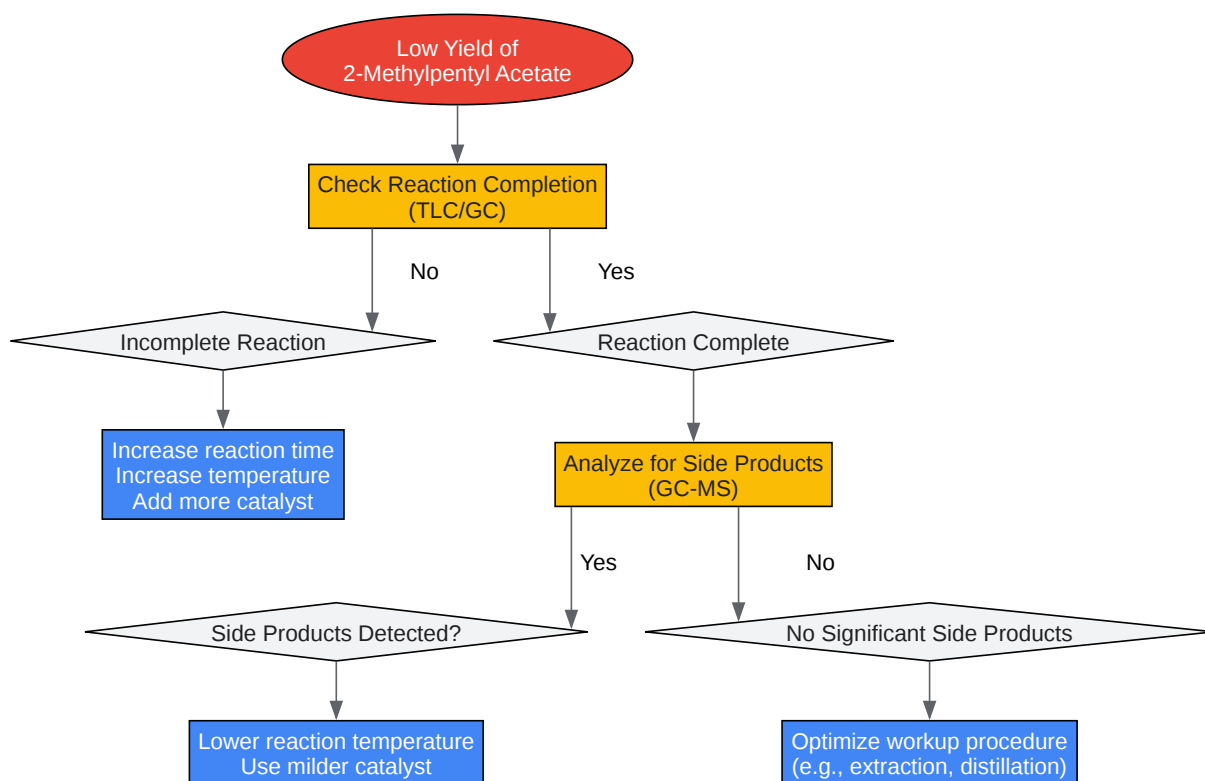 Low Yield of
2-Methylpentyl Acetate
Check Reaction Completion
(TLC/GC)
No
Yes
Incomplete Reaction
Reaction Complete
Increase reaction time
Increase temperature
Add more catalyst
Analyze for Side Products
(GC-MS)
Yes
No
Side Products Detected?
No Significant Side Products
Lower reaction temperature
Use milder catalyst
Optimize workup procedure
(e.g., extraction, distillation)